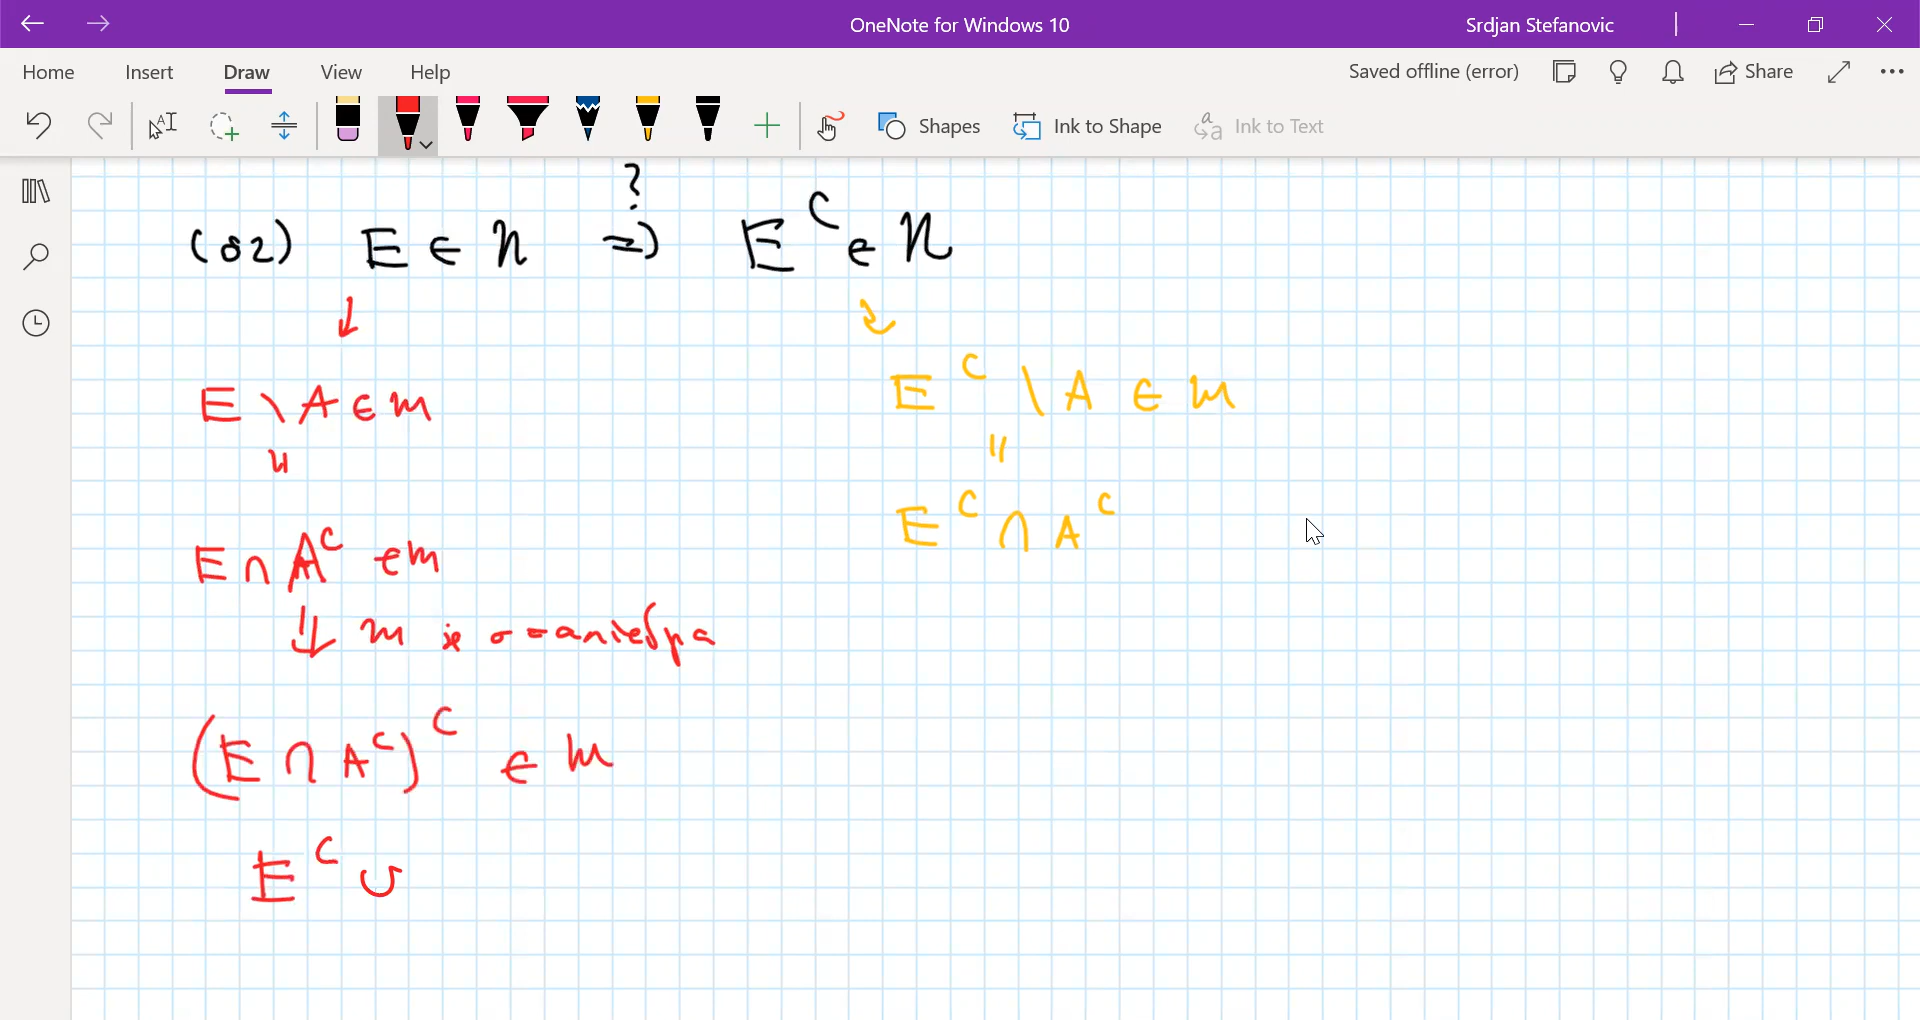 OneNote for Windows 10
Srdjan Stefanovic
Home Insert Draw View Help
Saved offline (error) Share
Shapes Ink to Shape Ink to Text
?
(σ2) E ∈ n ⇒ E^c ∈ n
E \ A ∈ m
E^c \ A ∈ m
=
=
E ∩ A^c ∈ m
E^c ∩ A^c
⇓ m је σ-алгебра
(E ∩ A^c)^c ∈ m
E^c ∪